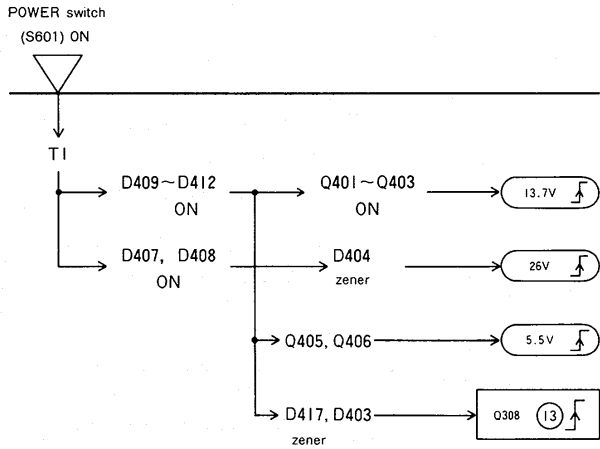 POWER switch
(S601) ON
T1
D409~D412 Q401~Q403 13.7V
ON ON
D407, D408 D404 26V
ON zener
Q405, Q406 5.5V
D417, D403 Q308 13
zener